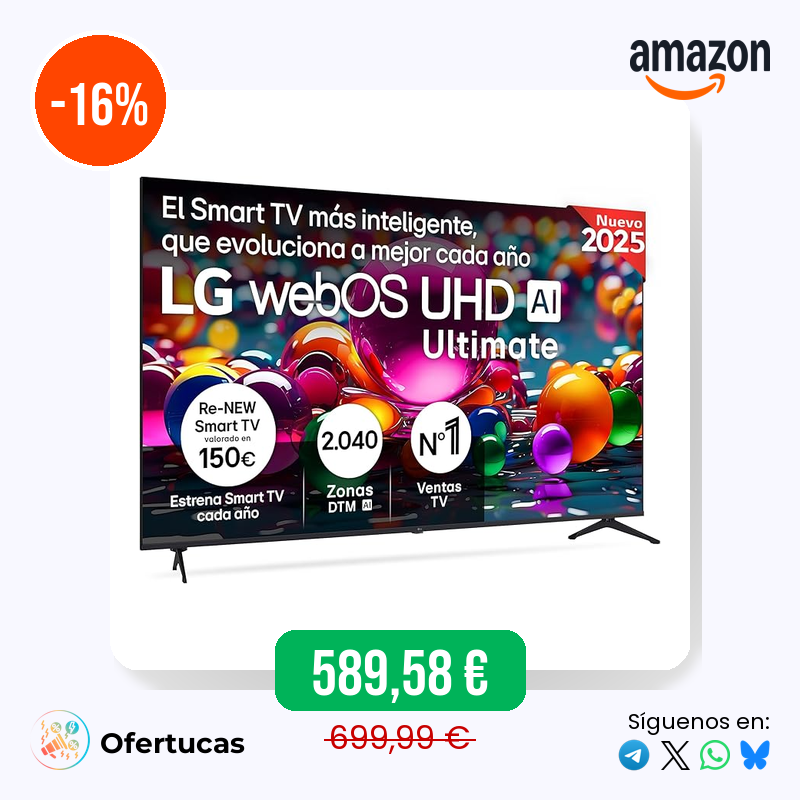 -16%
amazon
El Smart TV más inteligente,
que evoluciona a mejor cada año
Nuevo
2025
LG webOS UHD AI
Ultimate
Re-NEW
Smart TV
valorado en
150€
Estrena Smart TV
cada año
2.040
Zonas
DTM AI
Nº1
Ventas
TV
589,58 €
699,99 €
Ofertucas
Síguenos en: